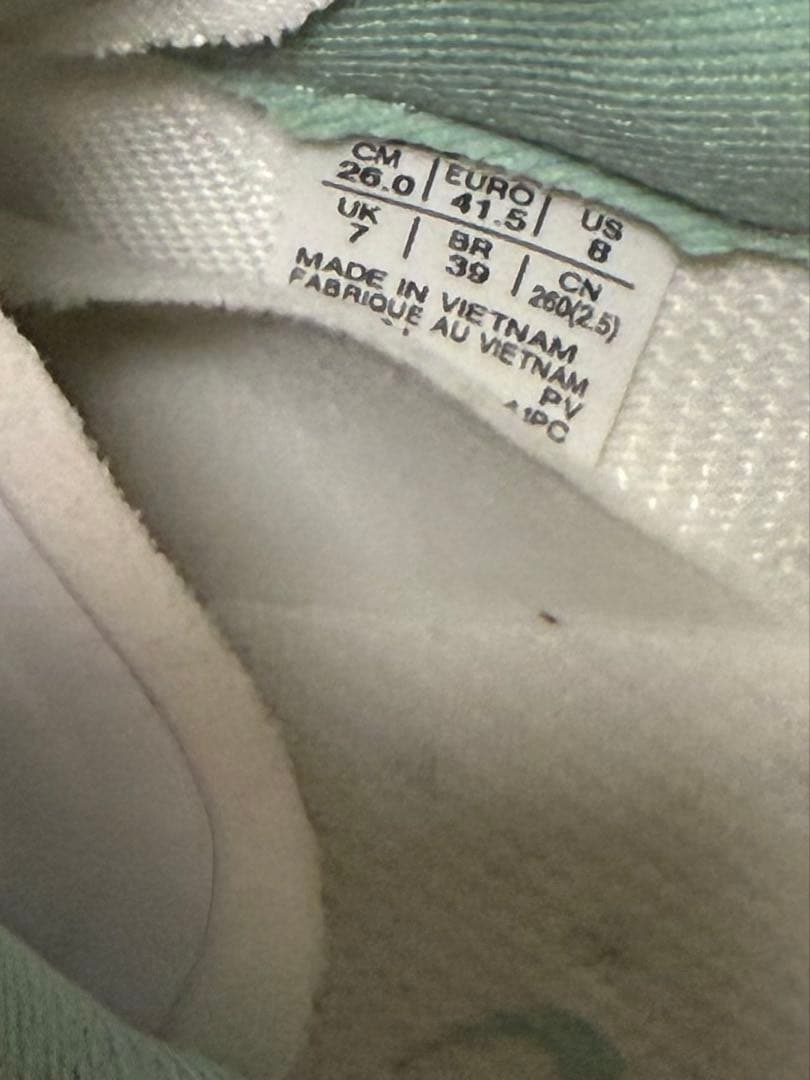 CM 26.0 | EURO 41.5 | US 8
UK 7 | BR 39 | CN 260(2.5)
MADE IN VIETNAM
FABRIQUE AU VIETNAM
PV